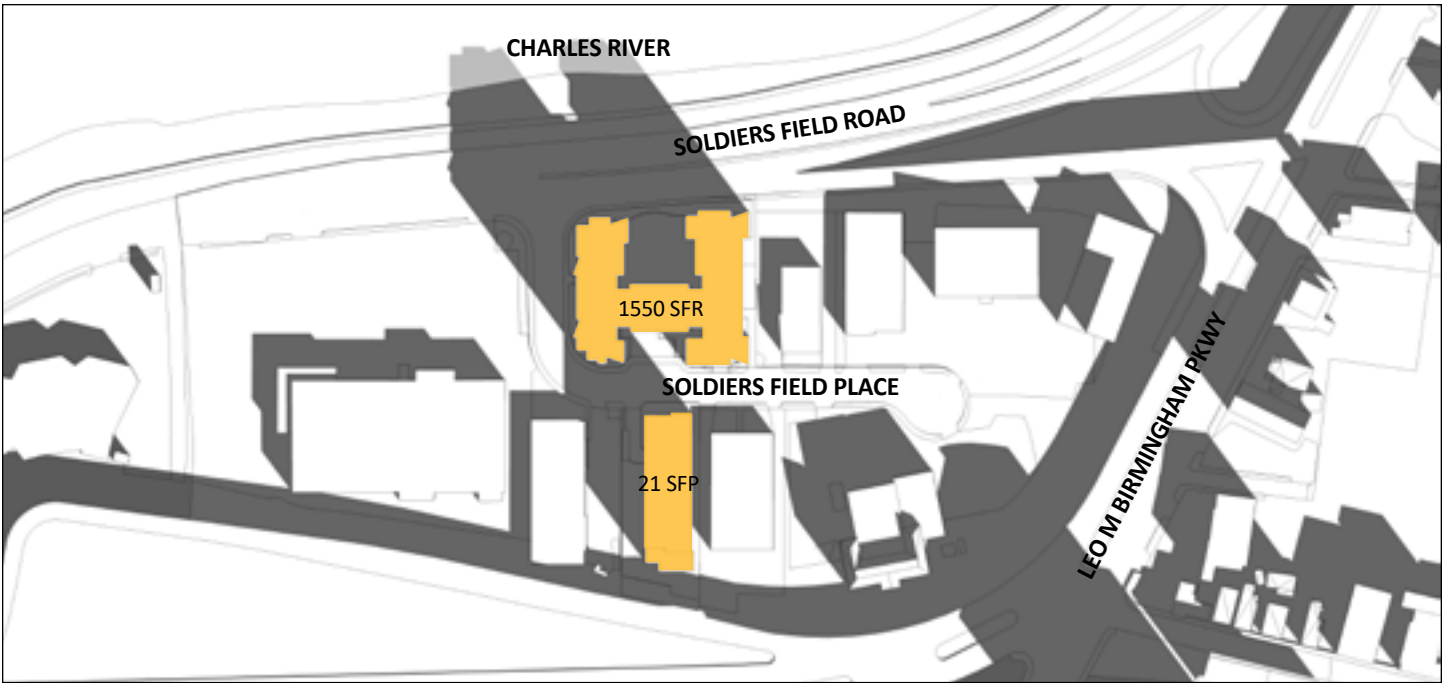 CHARLES RIVER
SOLDIERS FIELD ROAD
1550 SFR
SOLDIERS FIELD PLACE
LEO M BIRMINGHAM PKWY
21 SFP